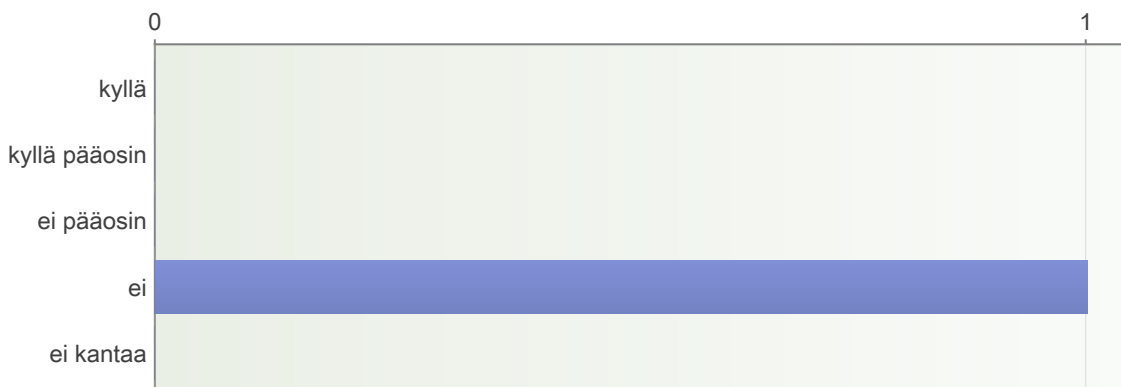 0 1
kyllä
kyllä pääosin
ei pääosin
ei
ei kantaa